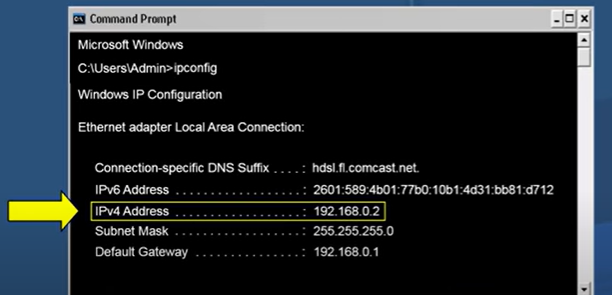 Command Prompt
Microsoft Windows
C:\Users\Admin>ipconfig
Windows IP Configuration
Ethernet adapter Local Area Connection:
Connection-specific DNS Suffix . . . . : hdsl.fl.comcast.net.
IPv6 Address . . . . . . . . . . . . . . . . . . : 2601:589:4b01:77b0:10b1:4d31:bb81:d712
IPv4 Address . . . . . . . . . . . . . . . . . . : 192.168.0.2
Subnet Mask . . . . . . . . . . . . . . . . . . : 255.255.255.0
Default Gateway . . . . . . . . . . . . . . . : 192.168.0.1